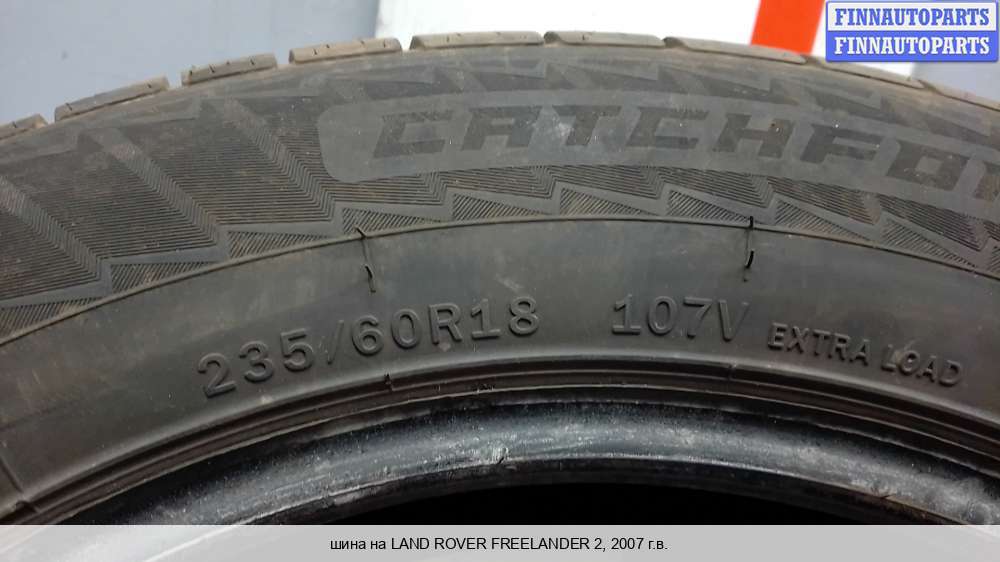 FINNAUTOPARTS
FINNAUTOPARTS
235/60R18 107V EXTRA LOAD
шина на LAND ROVER FREELANDER 2, 2007 г.в.